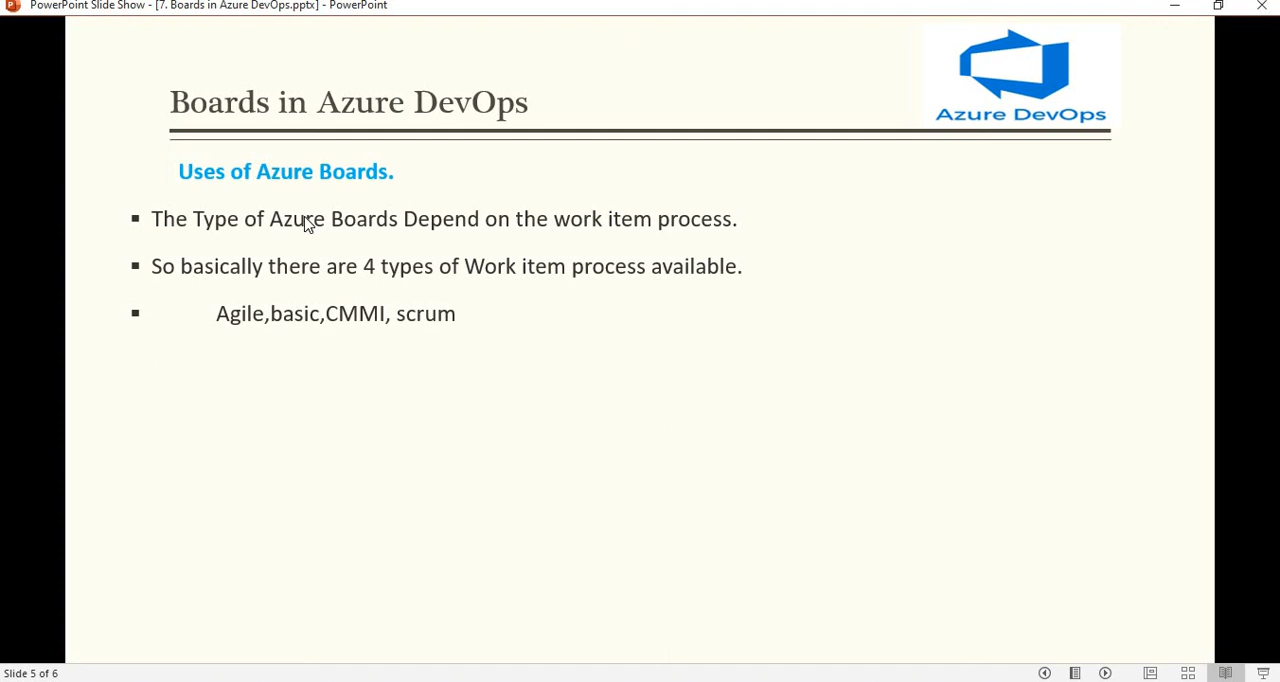 PowerPoint Slide Show - [7. Boards in Azure DevOps.pptx] - PowerPoint
Boards in Azure DevOps
Azure DevOps
Uses of Azure Boards.
▪ The Type of Azure Boards Depend on the work item process.
▪ So basically there are 4 types of Work item process available.
▪ Agile,basic,CMMI, scrum
Slide 5 of 6